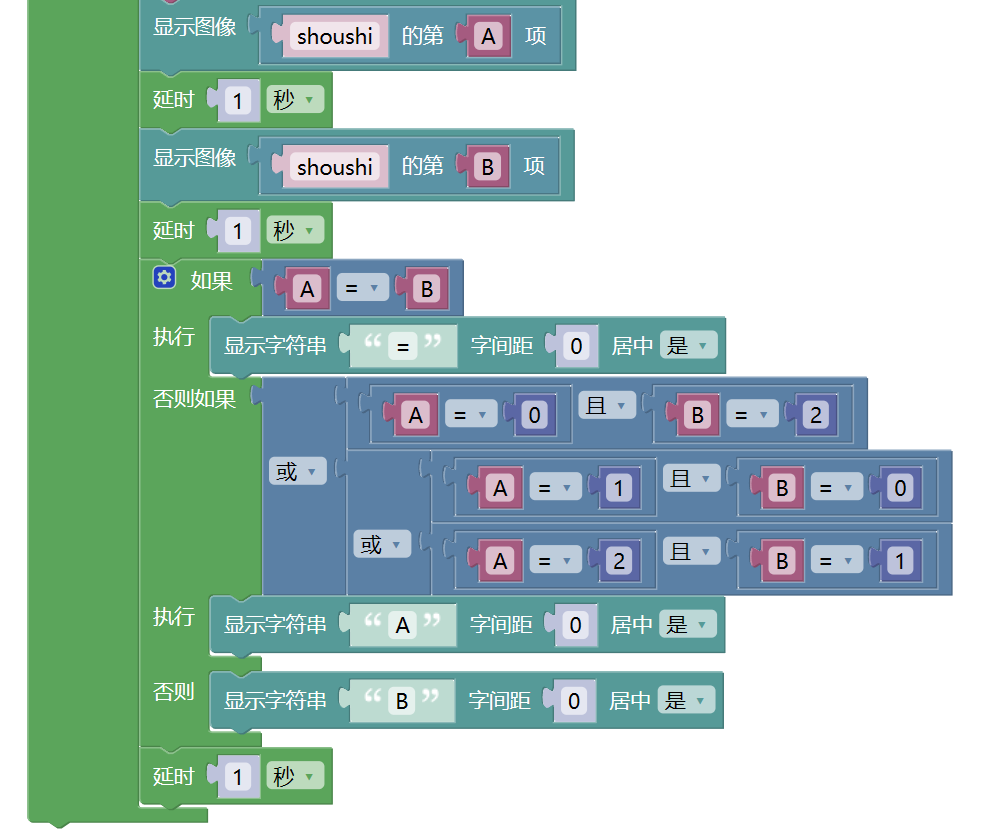 显示图像 shoushi 的第 A 项
延时 1 秒
显示图像 shoushi 的第 B 项
延时 1 秒
如果 A = B
执行 显示字符串 “ = ” 字间距 0 居中 是
否则如果 A = 0 且 B = 2
或 A = 1 且 B = 0
或 A = 2 且 B = 1
执行 显示字符串 “ A ” 字间距 0 居中 是
否则 显示字符串 “ B ” 字间距 0 居中 是
延时 1 秒